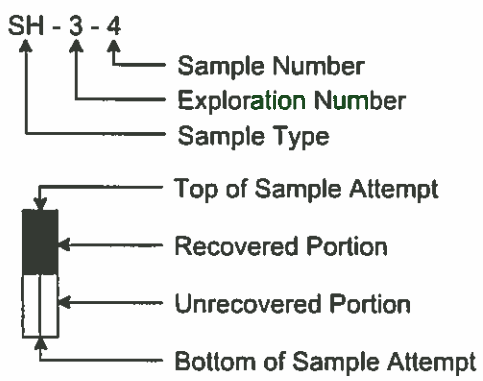 SH - 3 - 4
Sample Number
Exploration Number
Sample Type
Top of Sample Attempt
Recovered Portion
Unrecovered Portion
Bottom of Sample Attempt